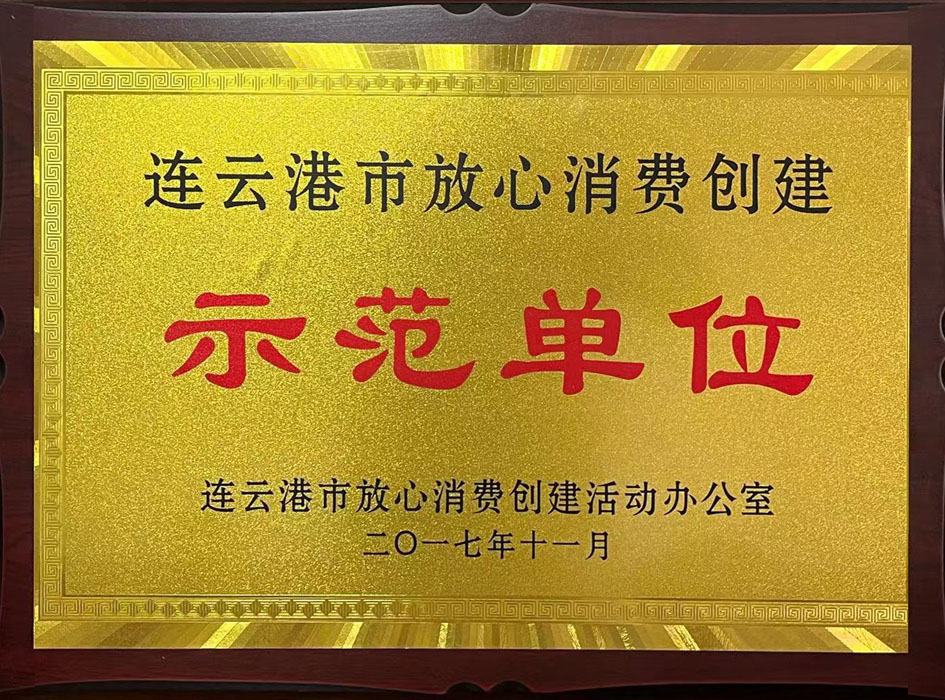 连云港市放心消费创建
示范单位
连云港市放心消费创建活动办公室
二〇一七年十一月